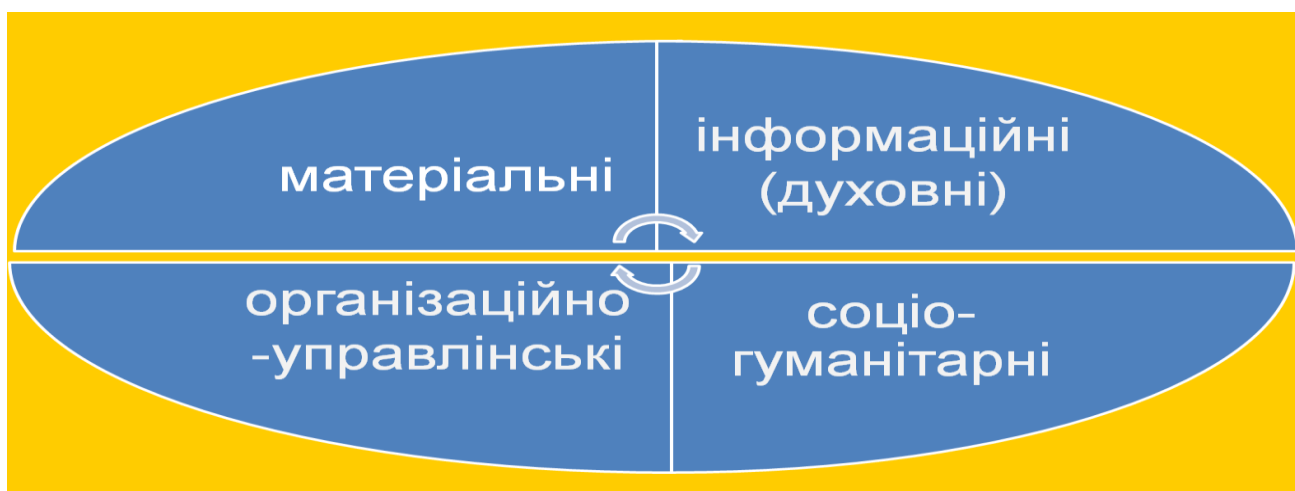 матеріальні
інформаційні
(духовні)
організаційно
-управлінські
соціо-
гуманітарні